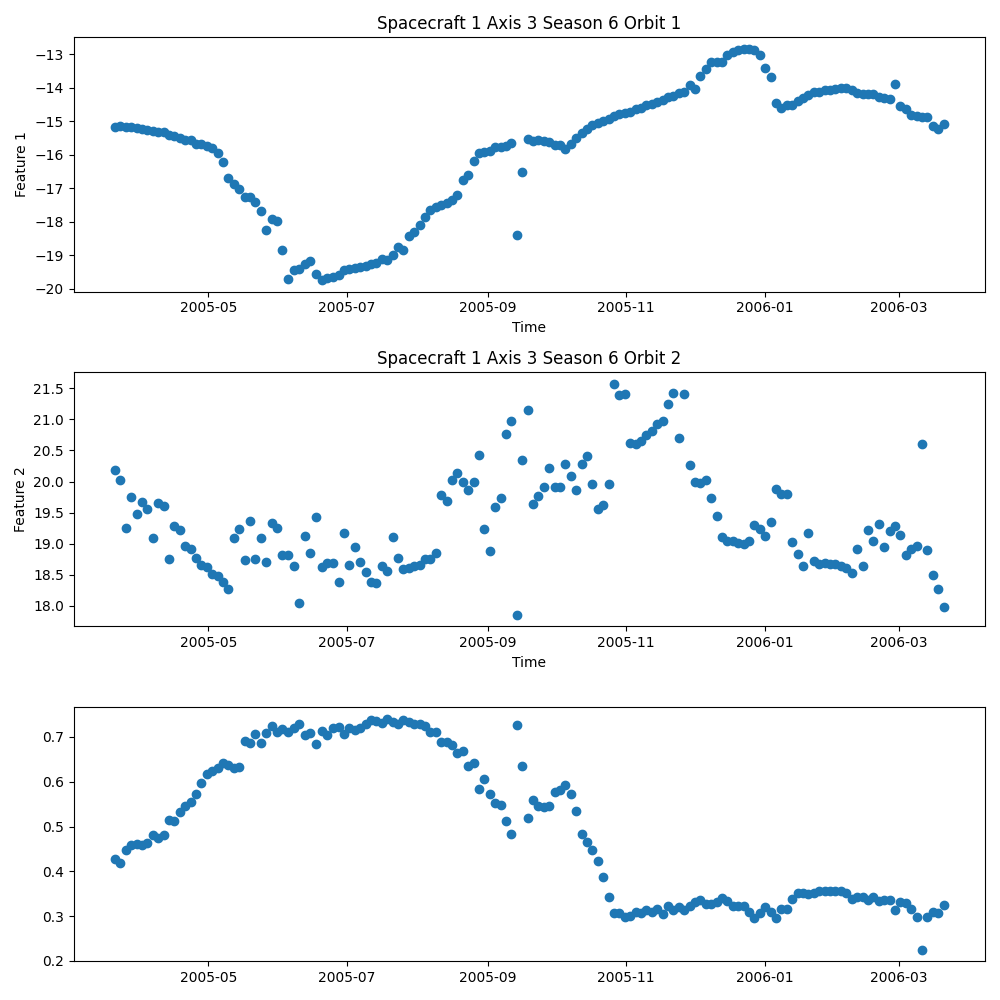 Spacecraft 1 Axis 3 Season 6 Orbit 1
−13
−14
−15
−16
−17
−18
−19
−20
Feature 1
2005-05 2005-07 2005-09 2005-11 2006-01 2006-03
Time
Spacecraft 1 Axis 3 Season 6 Orbit 2
21.5
21.0
20.5
20.0
19.5
19.0
18.5
18.0
Feature 2
2005-05 2005-07 2005-09 2005-11 2006-01 2006-03
Time
0.7
0.6
0.5
0.4
0.3
0.2
2005-05 2005-07 2005-09 2005-11 2006-01 2006-03